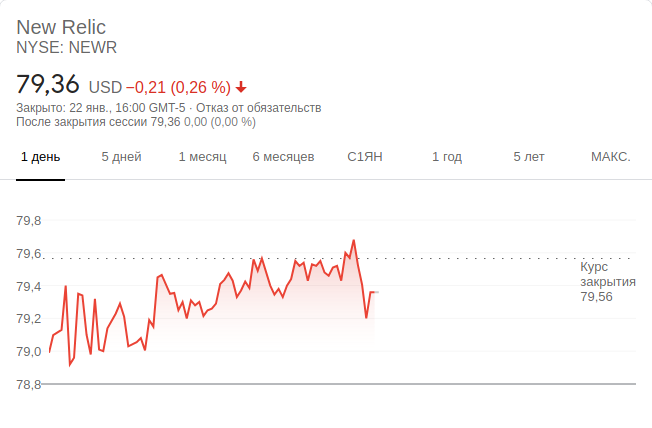 New Relic
NYSE: NEWR
79,36 USD −0,21 (0,26 %)
Закрыто: 22 янв., 16:00 GMT-5 · Отказ от обязательств
После закрытия сессии 79,36 0,00 (0,00 %)
1 день 5 дней 1 месяц 6 месяцев С1ЯН 1 год 5 лет МАКС.
79,8
79,6
79,4
79,2
79,0
78,8
Курс
закрытия
79,56